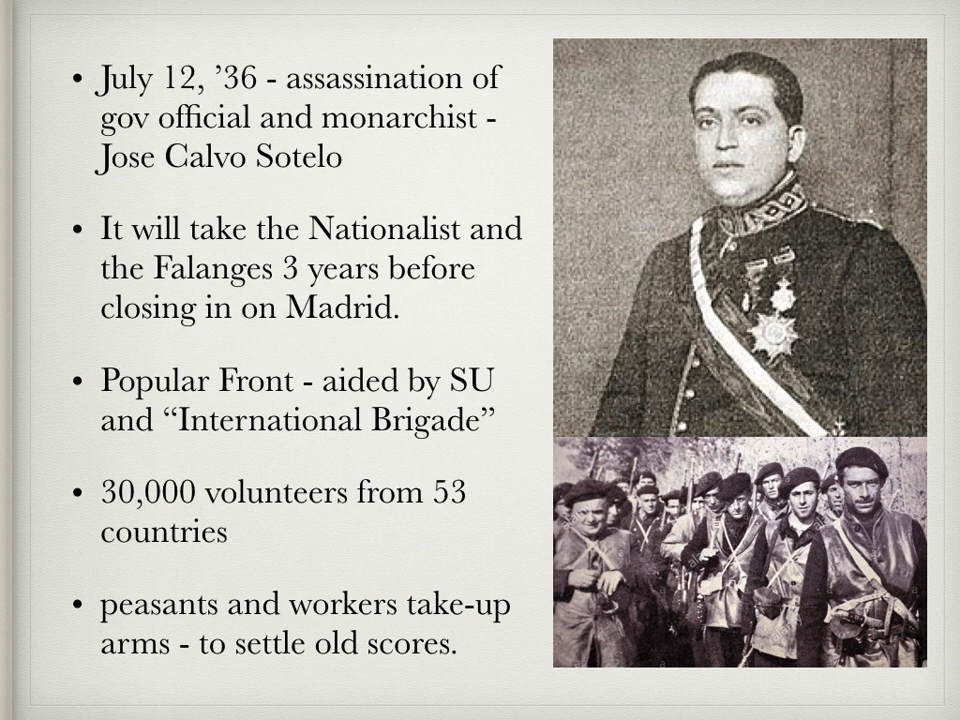 • July 12, ’36 - assassination of
gov official and monarchist -
Jose Calvo Sotelo
• It will take the Nationalist and
the Falanges 3 years before
closing in on Madrid.
• Popular Front - aided by SU
and “International Brigade”
• 30,000 volunteers from 53
countries
• peasants and workers take-up
arms - to settle old scores.